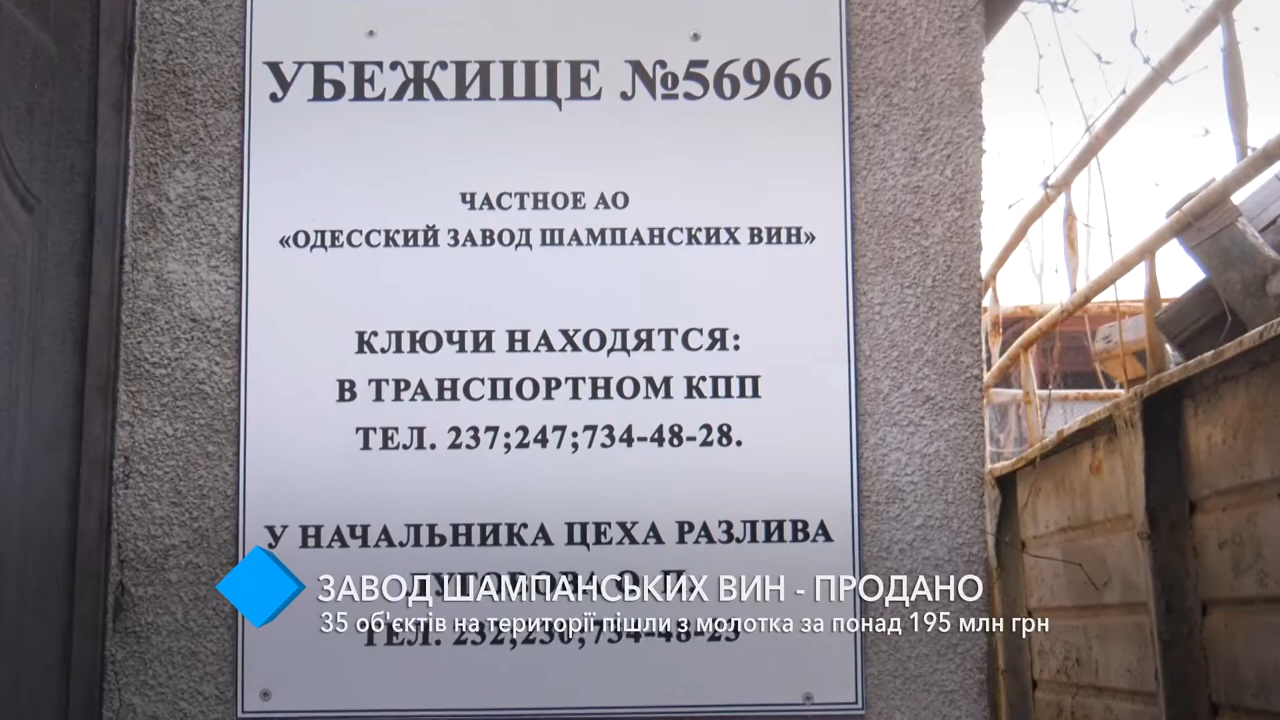 УБЕЖИЩЕ №56966
ЧАСТНОЕ АО
«ОДЕССКИЙ ЗАВОД ШАМПАНСКИХ ВИН»
КЛЮЧИ НАХОДЯТСЯ:
В ТРАНСПОРТНОМ КПП
ТЕЛ. 237;247;734-48-28.
У НАЧАЛЬНИКА ЦЕХА РАЗЛИВА
ЗАВОД ШАМПАНСЬКИХ ВИН - ПРОДАНО
35 об'єктів на території пішли з молотка за понад 195 млн грн
ТЕЛ.